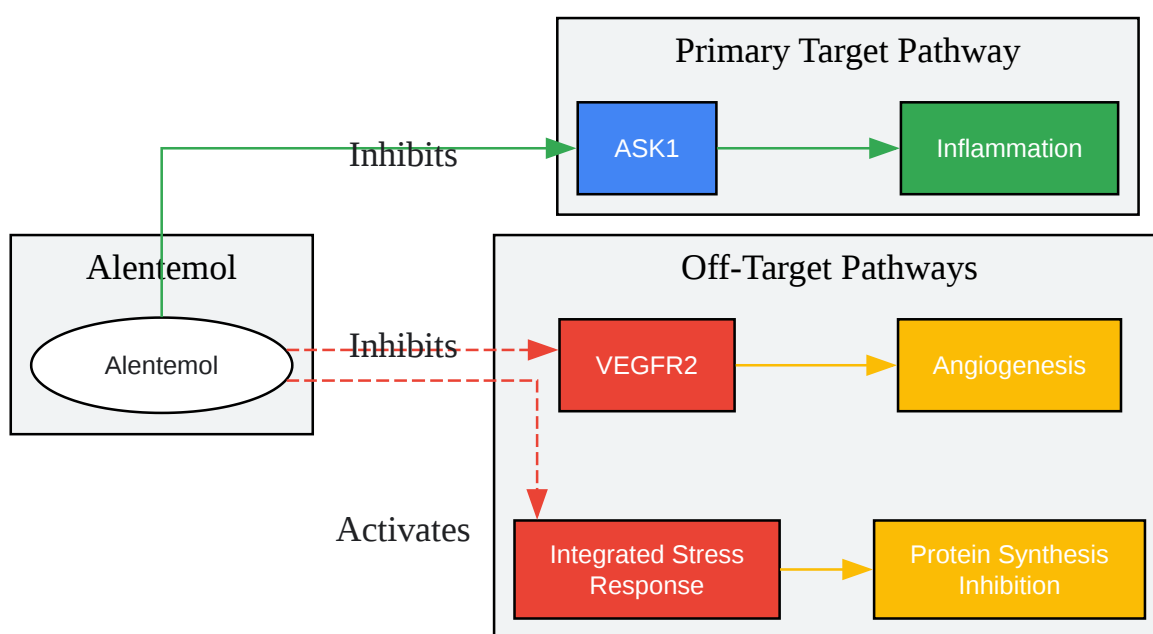 Primary Target Pathway
Inhibits
ASK1
Inflammation
Alentemol
Off-Target Pathways
Alentemol
Inhibits
VEGFR2
Angiogenesis
Activates
Integrated Stress
Response
Protein Synthesis
Inhibition